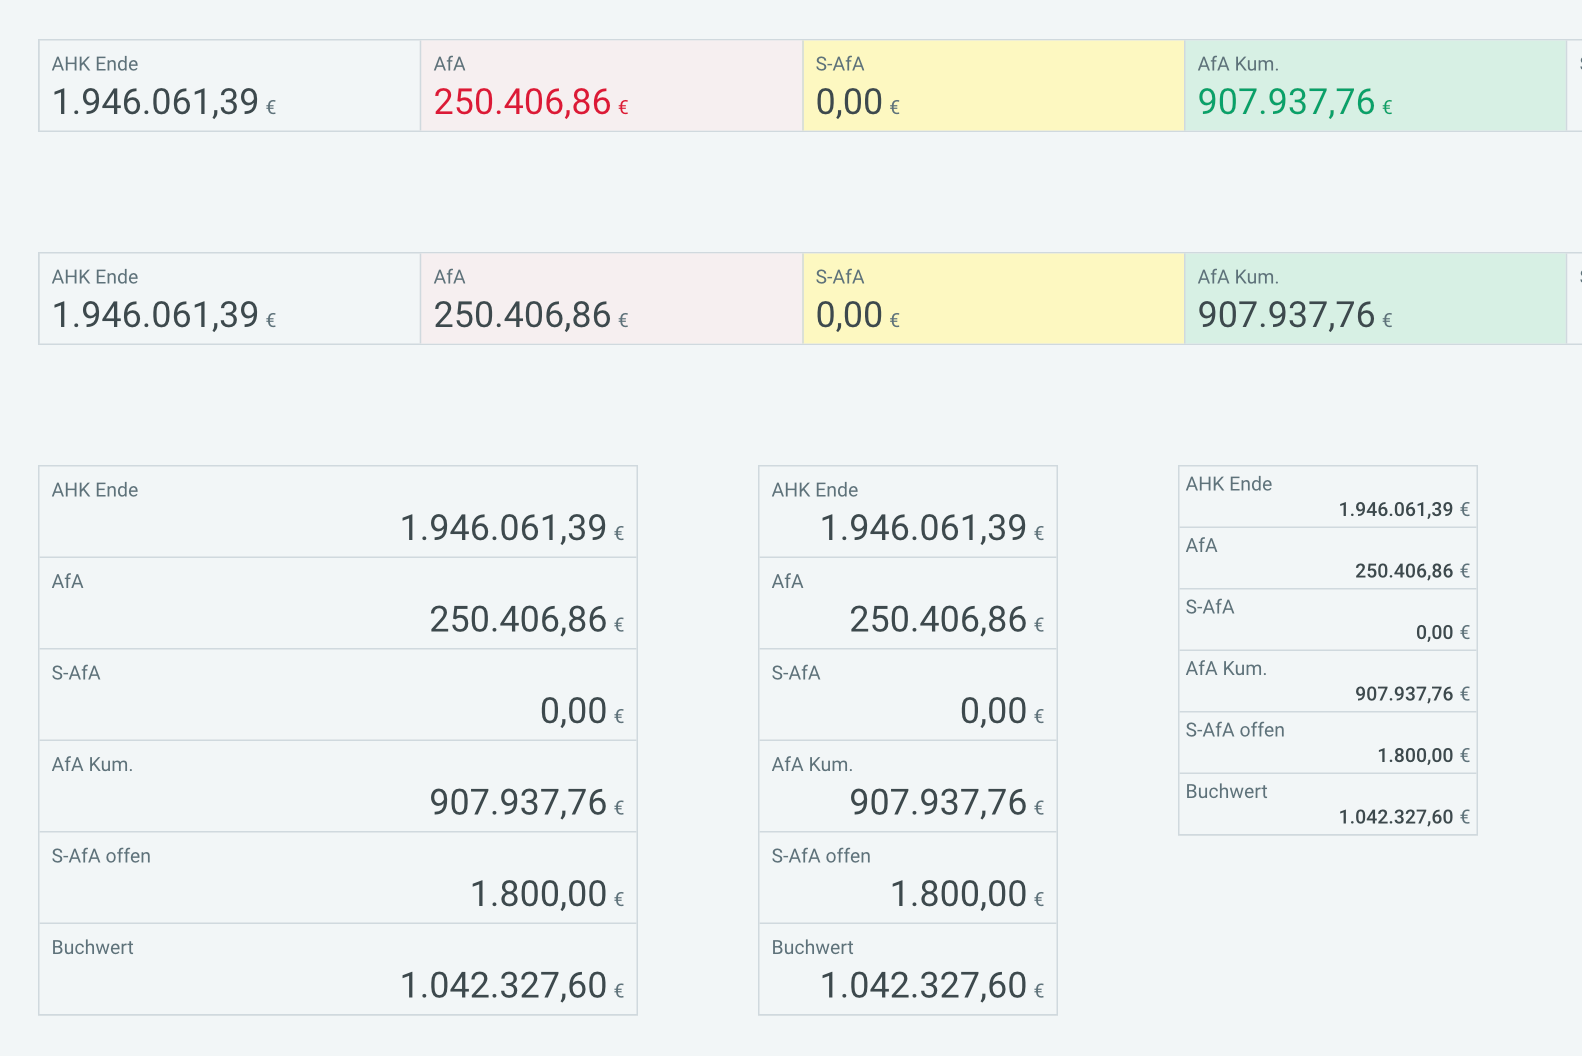 AHK Ende
1.946.061,39 €
AfA
250.406,86 €
S-AfA
0,00 €
AfA Kum.
907.937,76 €
AHK Ende
1.946.061,39 €
AfA
250.406,86 €
S-AfA
0,00 €
AfA Kum.
907.937,76 €
AHK Ende
1.946.061,39 €
AfA
250.406,86 €
S-AfA
0,00 €
AfA Kum.
907.937,76 €
S-AfA offen
1.800,00 €
Buchwert
1.042.327,60 €
AHK Ende
1.946.061,39 €
AfA
250.406,86 €
S-AfA
0,00 €
AfA Kum.
907.937,76 €
S-AfA offen
1.800,00 €
Buchwert
1.042.327,60 €
AHK Ende
1.946.061,39 €
AfA
250.406,86 €
S-AfA
0,00 €
AfA Kum.
907.937,76 €
S-AfA offen
1.800,00 €
Buchwert
1.042.327,60 €